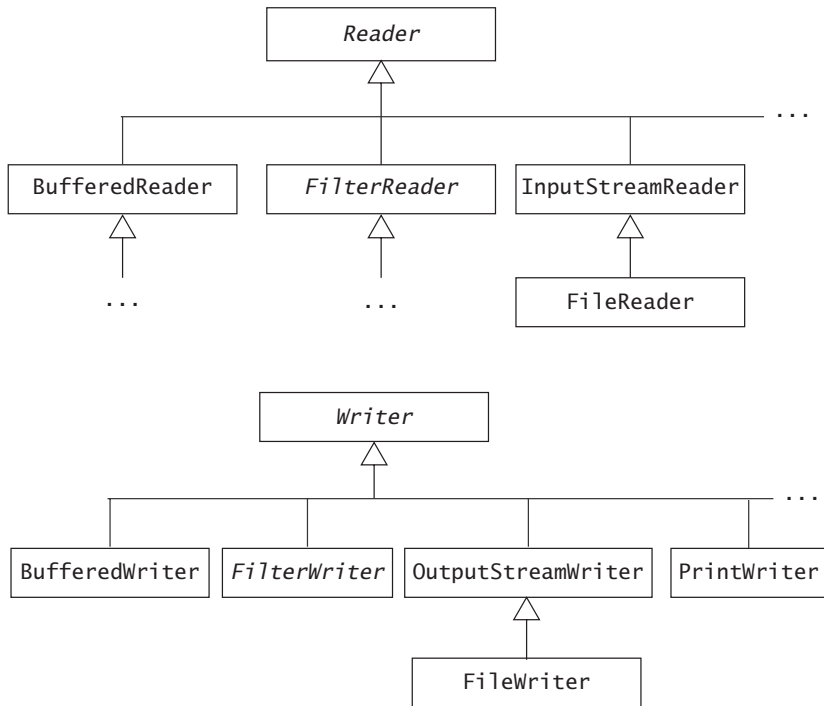 Reader
...
BufferedReader FilterReader InputStreamReader
... ...
FileReader
Writer
...
BufferedWriter FilterWriter OutputStreamWriter PrintWriter
FileWriter